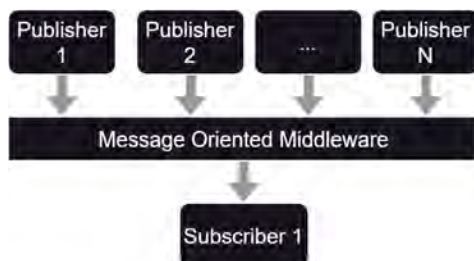 Publisher
1
Publisher
2
...
Publisher
N
Message Oriented Middleware
Subscriber 1